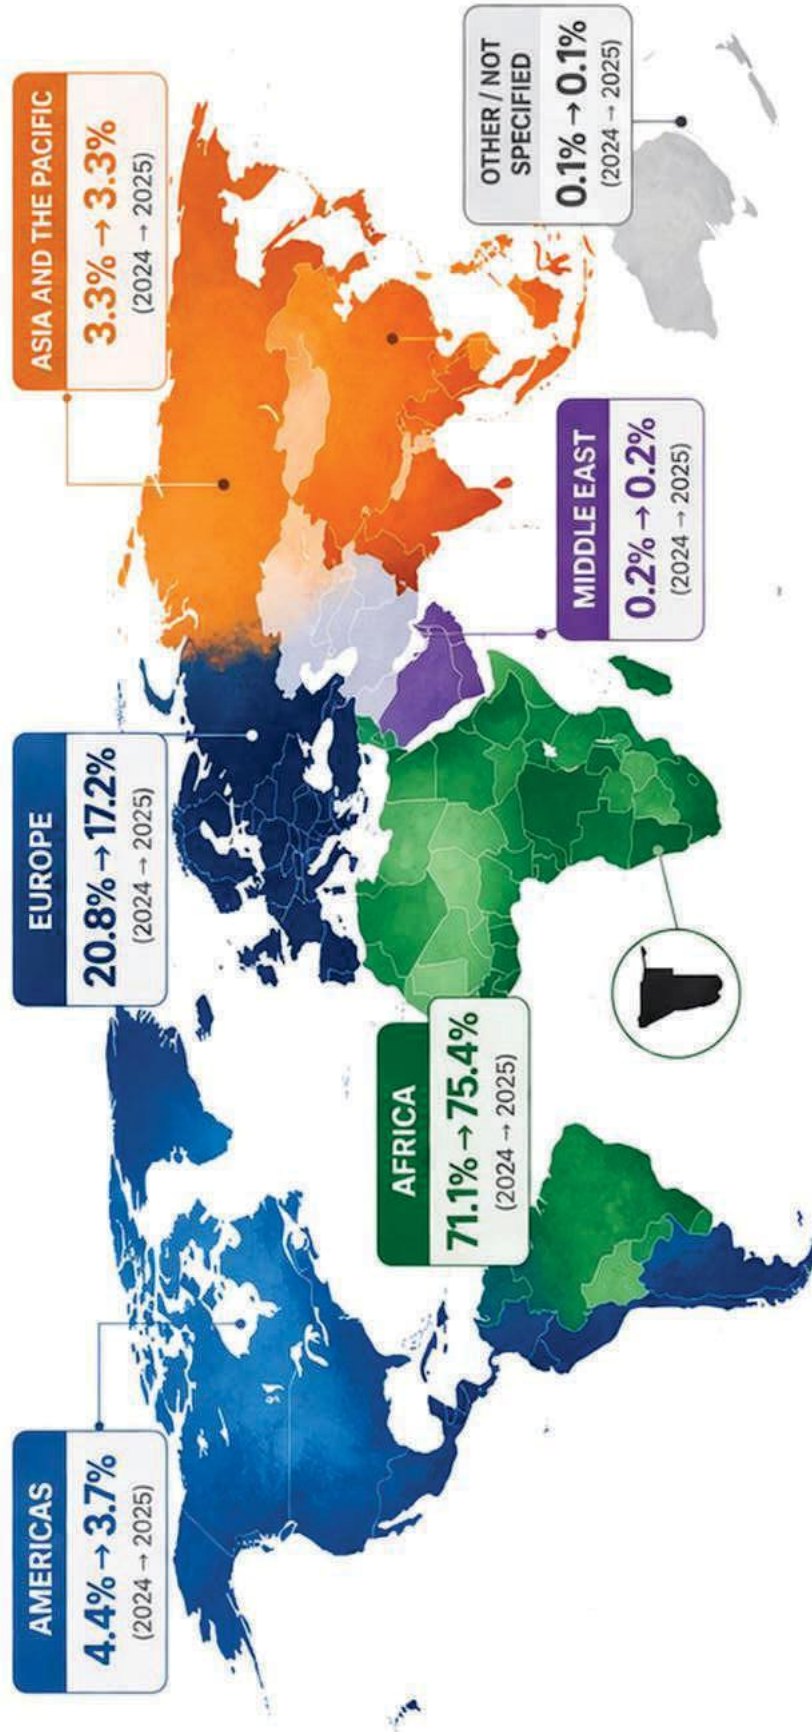 AMERICAS
4.4% → 3.7%
(2024 → 2025)
EUROPE
20.8% → 17.2%
(2024 → 2025)
ASIA AND THE PACIFIC
3.3% → 3.3%
(2024 → 2025)
AFRICA
71.1% → 75.4%
(2024 → 2025)
MIDDLE EAST
0.2% → 0.2%
(2024 → 2025)
OTHER / NOT
SPECIFIED
0.1% → 0.1%
(2024 → 2025)